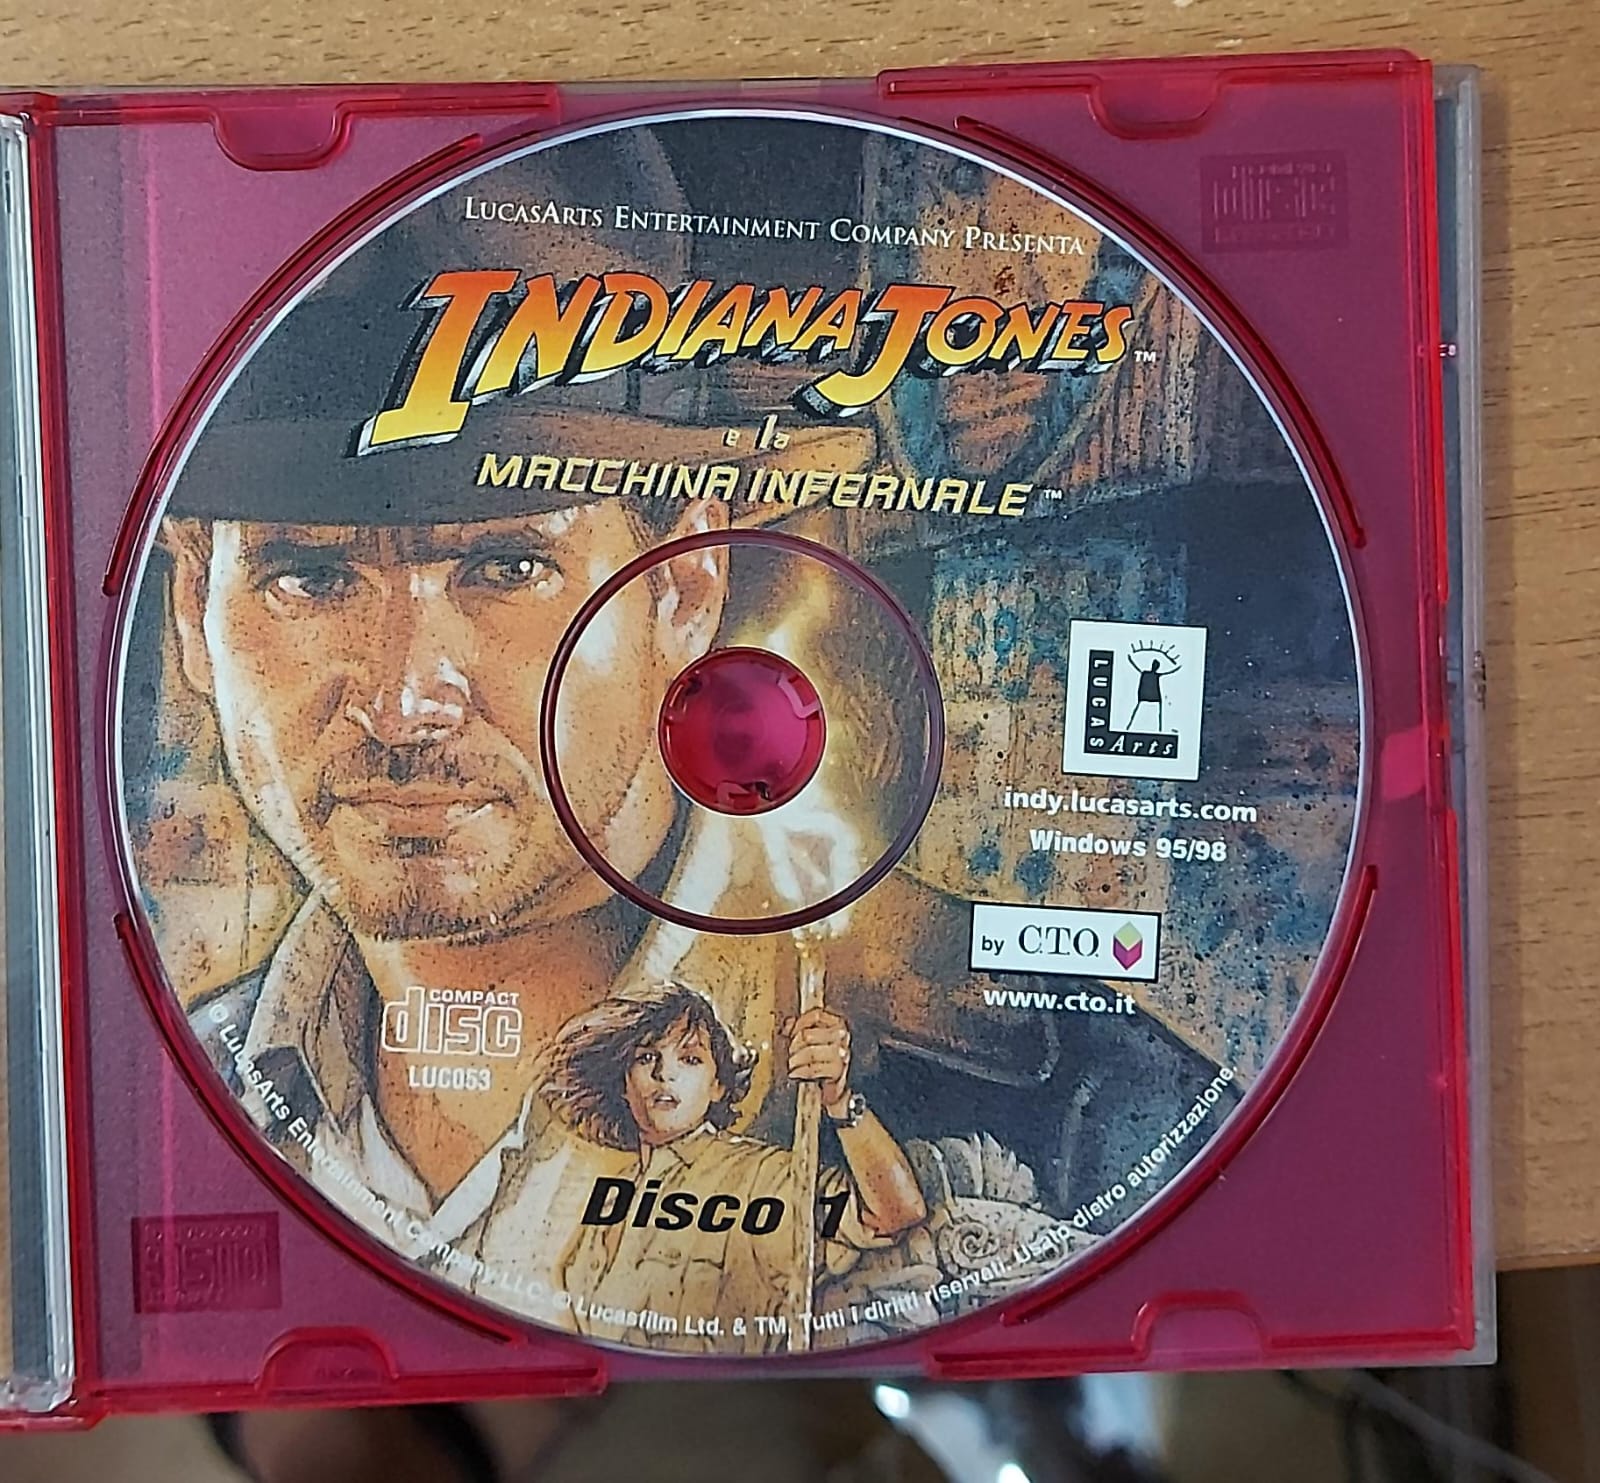 LucasArts Entertainment Company Presenta
Indiana Jones™
e la
MACCHINA INFERNALE™
LUCAS
Arts
indy.lucasarts.com
Windows 95/98
by C.T.O.
www.cto.it
COMPACT
disc
LUC053
Disco 1
© LucasArts Entertainment Company LLC. © Lucasfilm Ltd. & TM. Tutti i diritti riservati. Usato dietro autorizzazione.